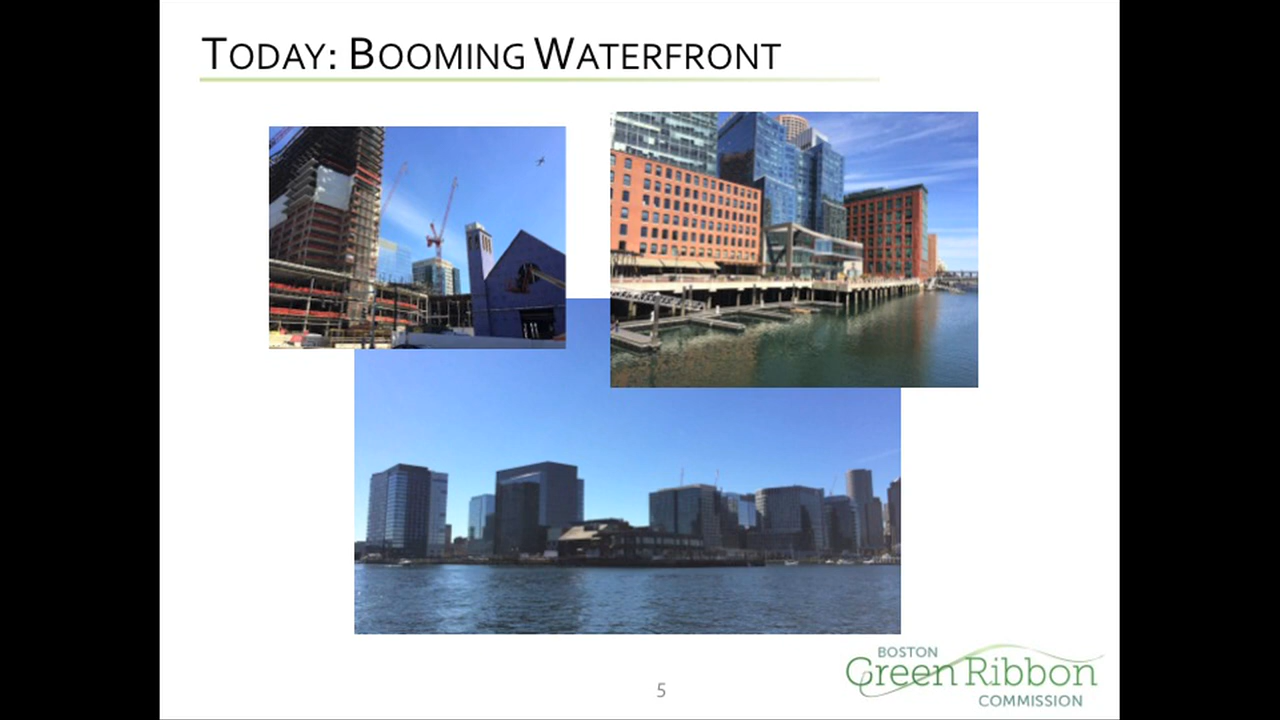 TODAY: BOOMING WATERFRONT
BOSTON
Green Ribbon
COMMISSION
5